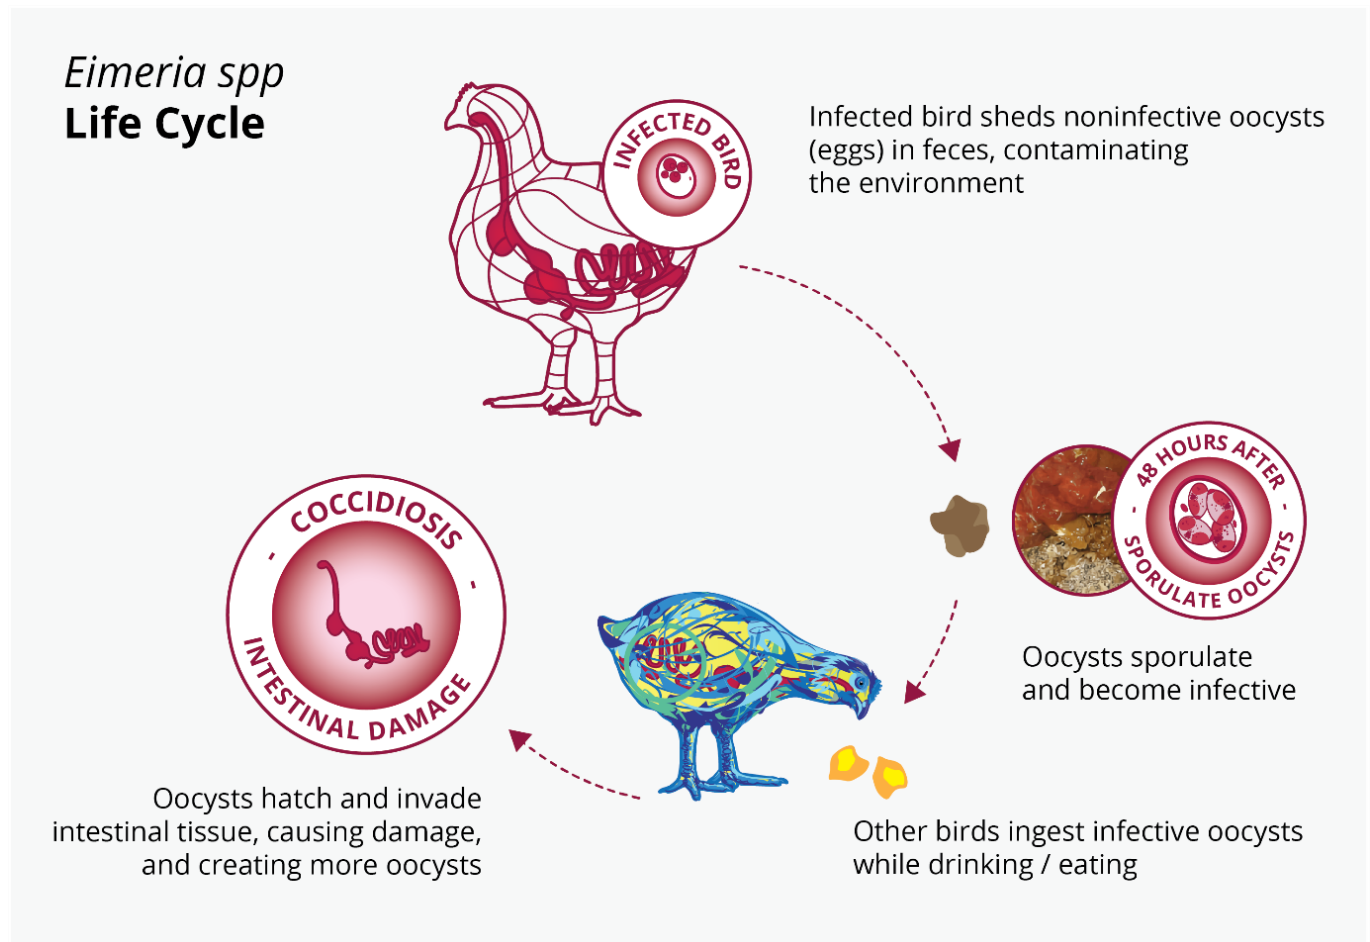 Eimeria spp
Life Cycle
INFECTED BIRD
Infected bird sheds noninfective oocysts
(eggs) in feces, contaminating
the environment
- 48 HOURS AFTER -
SPORULATE OOCYSTS
Oocysts sporulate
and become infective
Other birds ingest infective oocysts
while drinking / eating
- COCCIDIOSIS -
INTESTINAL DAMAGE
Oocysts hatch and invade
intestinal tissue, causing damage,
and creating more oocysts